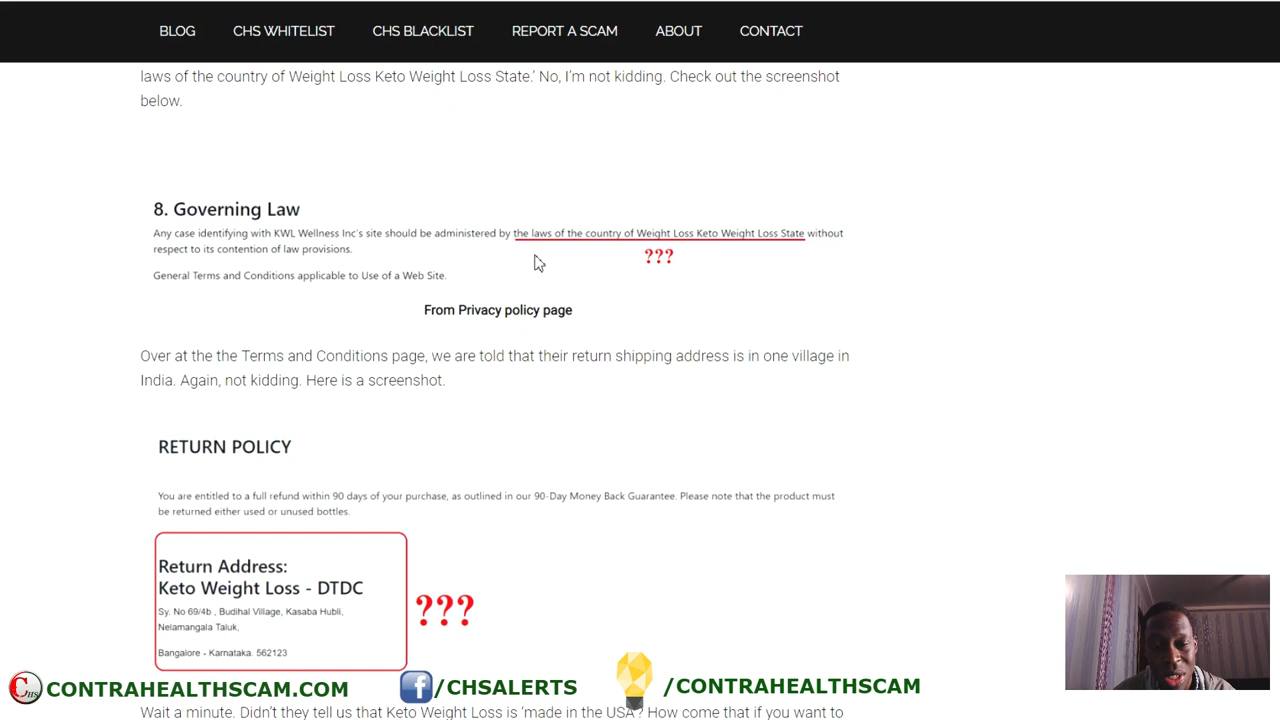 BLOG CHS WHITELIST CHS BLACKLIST REPORT A SCAM ABOUT CONTACT
laws of the country of Weight Loss Keto Weight Loss State.’ No, I’m not kidding. Check out the screenshot
below.
8. Governing Law
Any case identifying with KWL Wellness Inc's site should be administered by the laws of the country of Weight Loss Keto Weight Loss State without
respect to its contention of law provisions.
???
General Terms and Conditions applicable to Use of a Web Site.
From Privacy policy page
Over at the the Terms and Conditions page, we are told that their return shipping address is in one village in
India. Again, not kidding. Here is a screenshot.
RETURN POLICY
You are entitled to a full refund within 90 days of your purchase, as outlined in our 90-Day Money Back Guarantee. Please note that the product must
be returned either used or unused bottles.
Return Address:
Keto Weight Loss - DTDC
Sy. No 69/4b , Budihal Village, Kasaba Hubli,
Nelamangala Taluk,
Bangalore - Karnataka. 562123
???
CHS CONTRAHEALTHSCAM.COM f /CHSALERTS /CONTRAHEALTHSCAM
Wait a minute. Didn’t they tell us that Keto Weight Loss is ‘made in the USA’? How come that if you want to